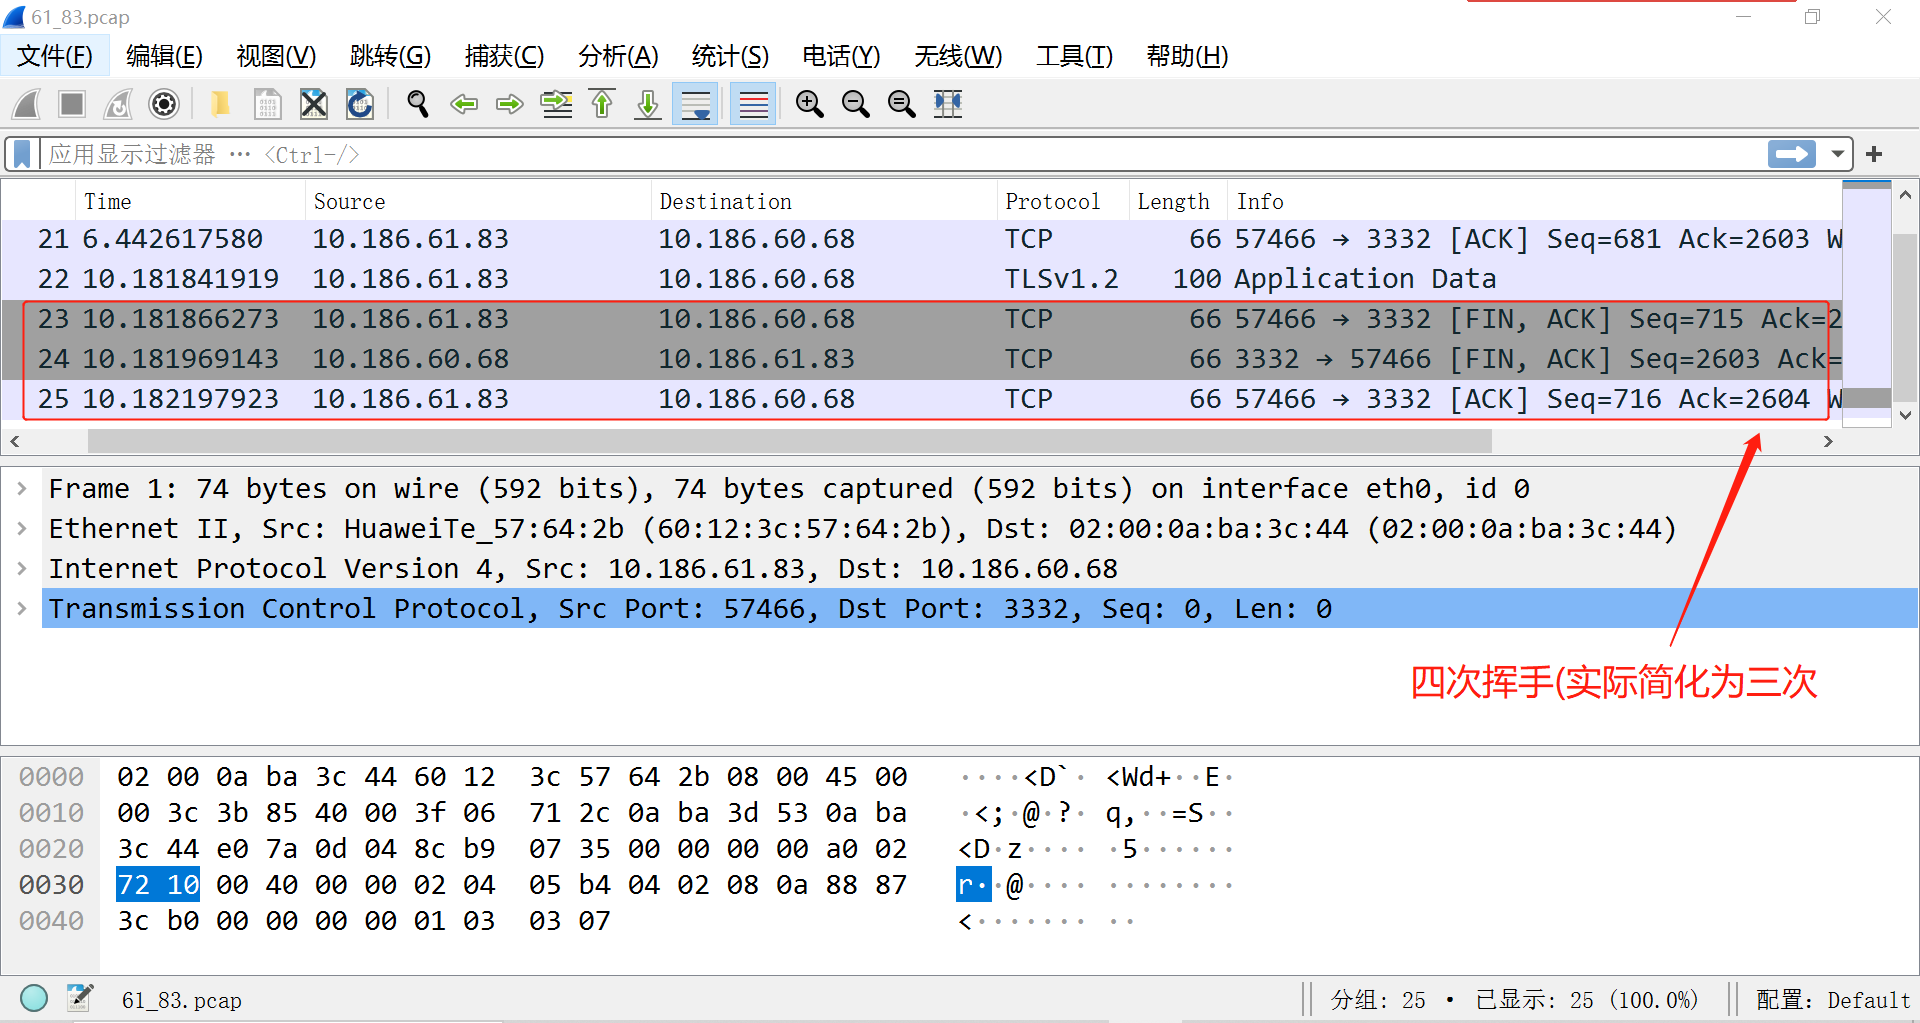 61_83.pcap
文件(F) 编辑(E) 视图(V) 跳转(G) 捕获(C) 分析(A) 统计(S) 电话(Y) 无线(W) 工具(T) 帮助(H)
应用显示过滤器 … <Ctrl-/>
Time Source Destination Protocol Length Info
21 6.442617580 10.186.61.83 10.186.60.68 TCP 66 57466 → 3332 [ACK] Seq=681 Ack=2603 W
22 10.181841919 10.186.61.83 10.186.60.68 TLSv1.2 100 Application Data
23 10.181866273 10.186.61.83 10.186.60.68 TCP 66 57466 → 3332 [FIN, ACK] Seq=715 Ack=2
24 10.181969143 10.186.60.68 10.186.61.83 TCP 66 3332 → 57466 [FIN, ACK] Seq=2603 Ack=
25 10.182197923 10.186.61.83 10.186.60.68 TCP 66 57466 → 3332 [ACK] Seq=716 Ack=2604 W
Frame 1: 74 bytes on wire (592 bits), 74 bytes captured (592 bits) on interface eth0, id 0
Ethernet II, Src: HuaweiTe_57:64:2b (60:12:3c:57:64:2b), Dst: 02:00:0a:ba:3c:44 (02:00:0a:ba:3c:44)
Internet Protocol Version 4, Src: 10.186.61.83, Dst: 10.186.60.68
Transmission Control Protocol, Src Port: 57466, Dst Port: 3332, Seq: 0, Len: 0
四次挥手(实际简化为三次
0000 02 00 0a ba 3c 44 60 12 3c 57 64 2b 08 00 45 00 ····<D`· <Wd+··E·
0010 00 3c 3b 85 40 00 3f 06 71 2c 0a ba 3d 53 0a ba ·<;·@·?· q,··=S··
0020 3c 44 e0 7a 0d 04 8c b9 07 35 00 00 00 00 a0 02 <D·z···· ·5······
0030 72 10 00 40 00 00 02 04 05 b4 04 02 08 0a 88 87 r··@···· ········
0040 3c b0 00 00 00 00 01 03 03 07 <······· ··
61_83.pcap 分组: 25 · 已显示: 25 (100.0%) 配置: Default